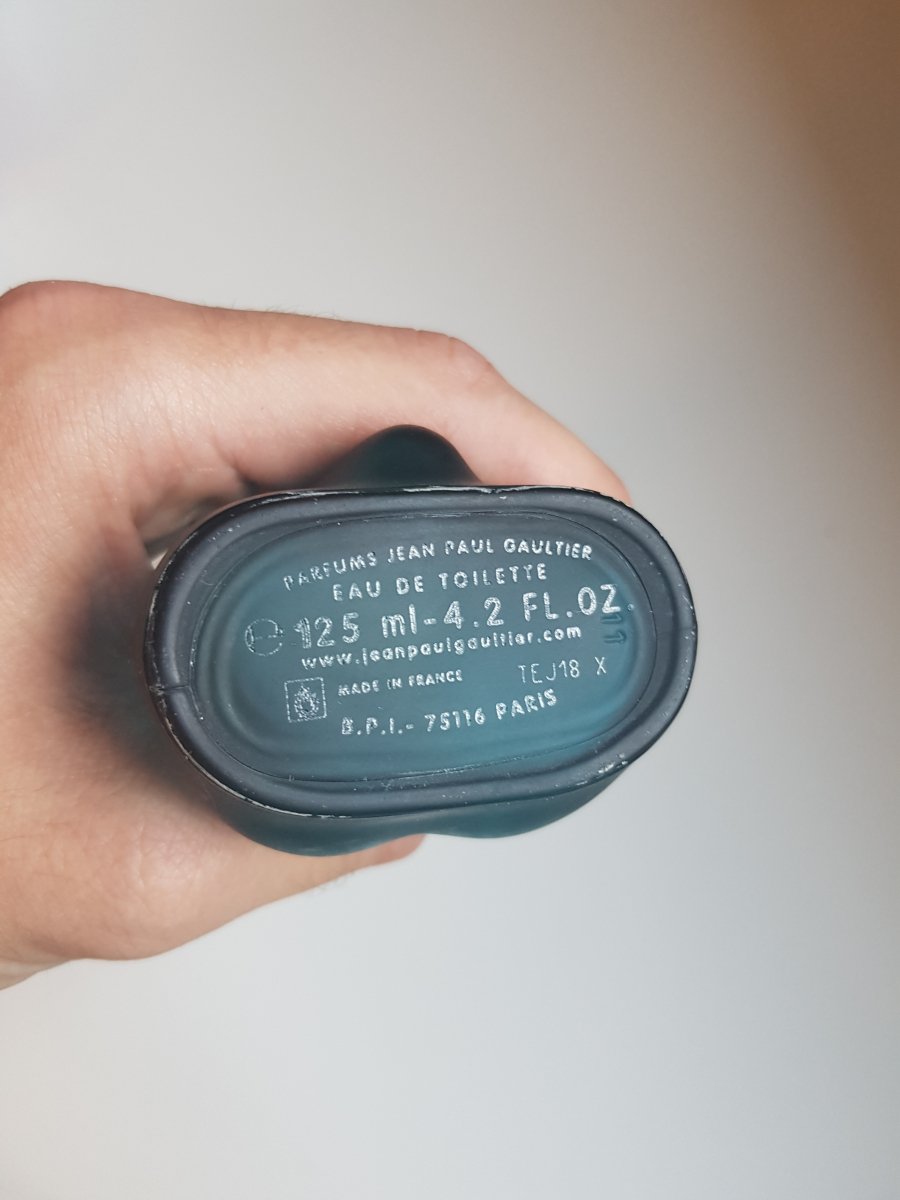 PARFUMS JEAN PAUL GAULTIER
EAU DE TOILETTE
125 ml-4.2 FL.OZ.
www.jeanpaulgaultier.com
MADE IN FRANCE TEJ18 X
B.P.I.- 75116 PARIS
11